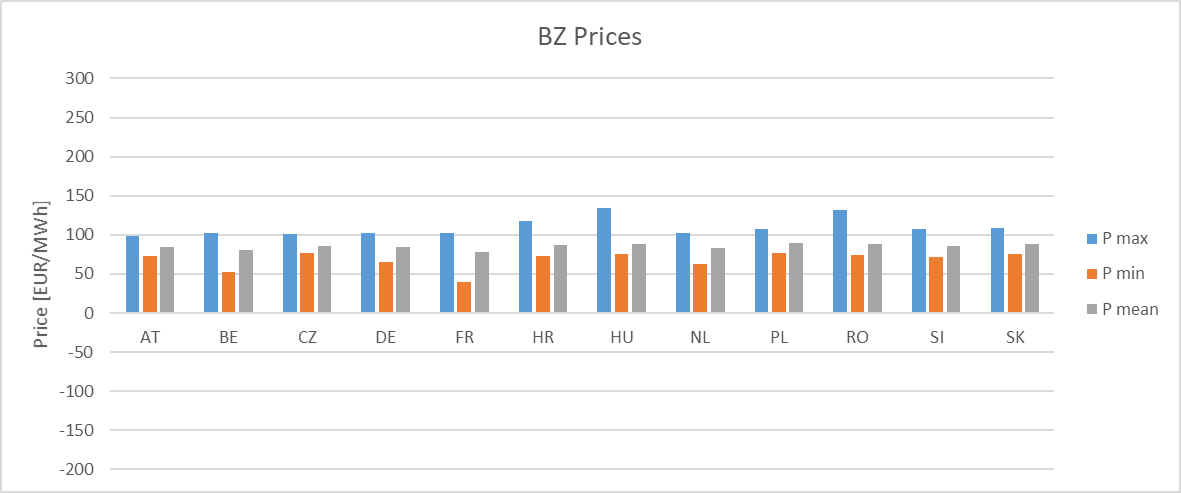 BZ Prices
Price [EUR/MWh]
300
250
200
150
100
50
0
-50
-100
-150
-200
AT BE CZ DE FR HR HU NL PL RO SI SK
P max
P min
P mean